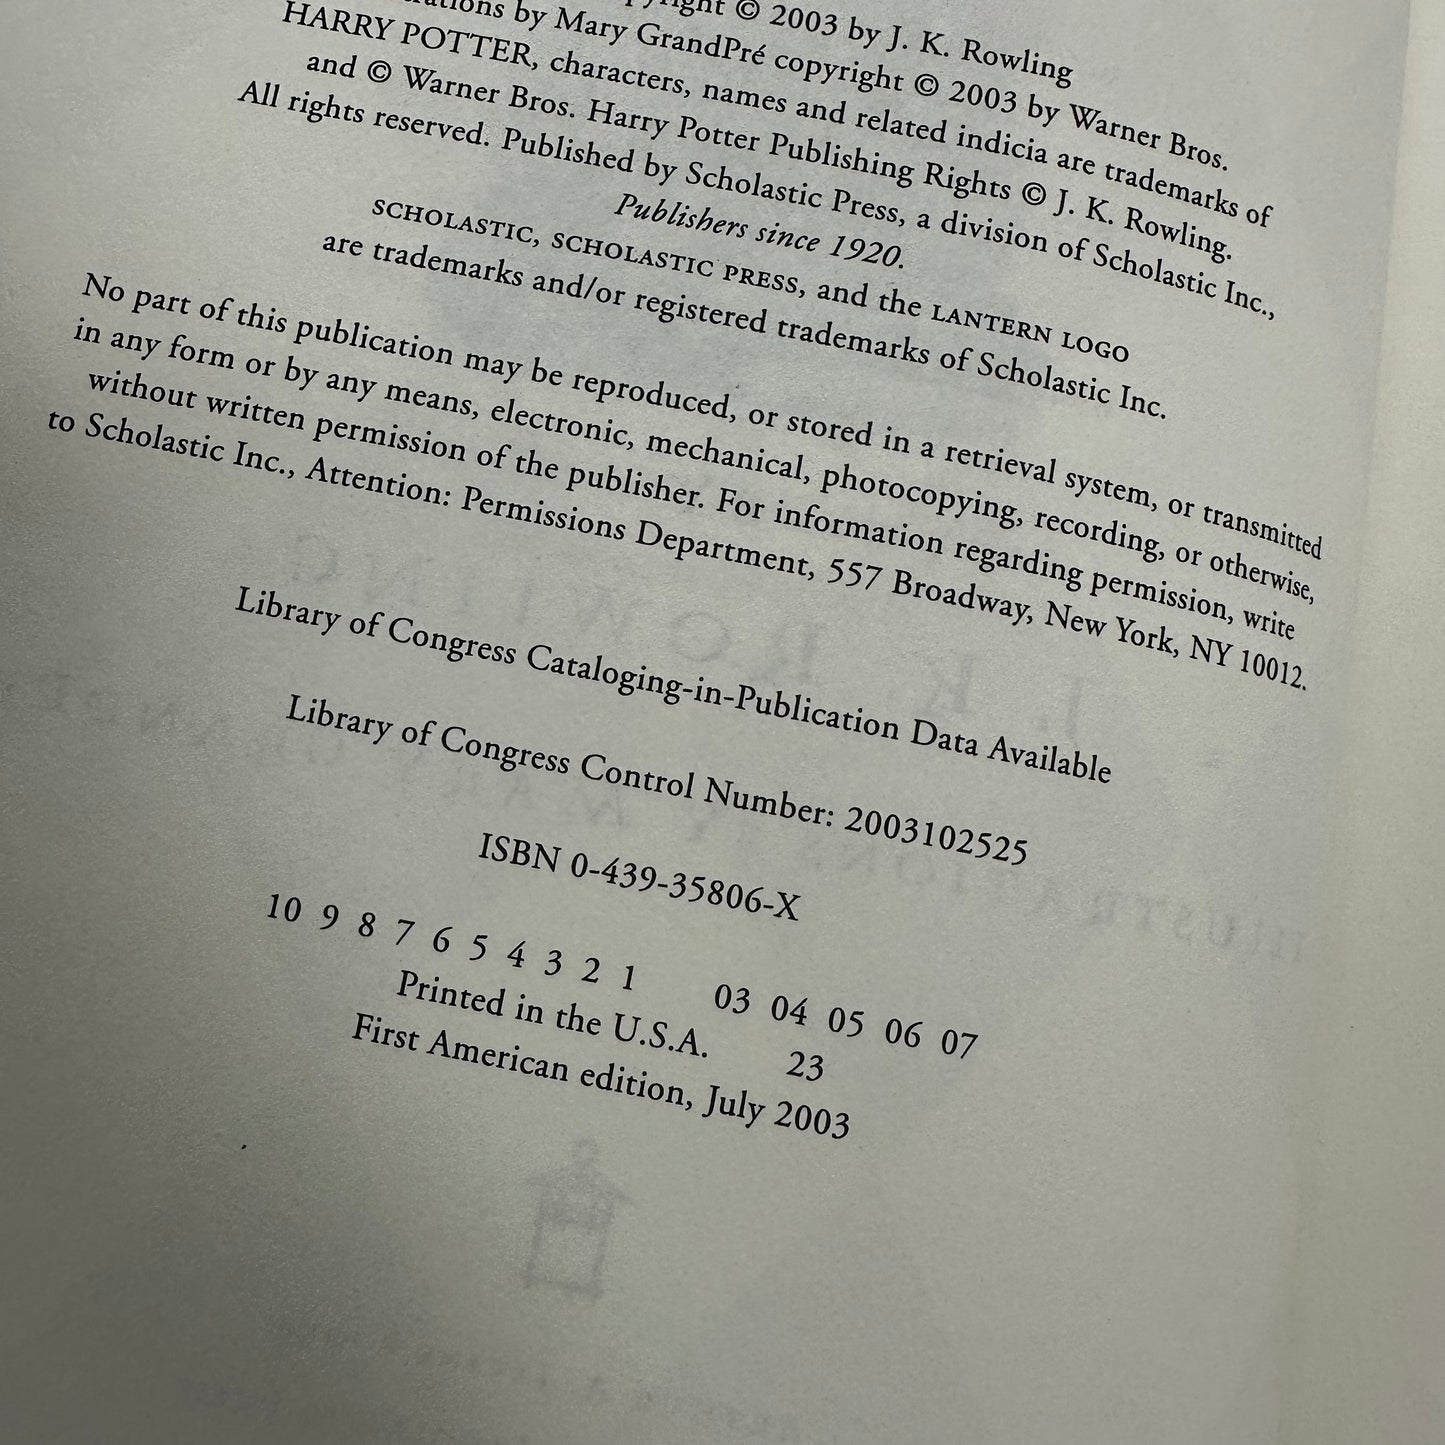 © 2003 by J. K. Rowling
by Mary GrandPré copyright © 2003 by Warner Bros.
HARRY POTTER, characters, names and related indicia are trademarks of
and © Warner Bros. Harry Potter Publishing Rights © J. K. Rowling.
All rights reserved. Published by Scholastic Press, a division of Scholastic Inc.,
Publishers since 1920.
SCHOLASTIC, SCHOLASTIC PRESS, and the LANTERN LOGO
are trademarks and/or registered trademarks of Scholastic Inc.
No part of this publication may be reproduced, or stored in a retrieval system, or transmitted
in any form or by any means, electronic, mechanical, photocopying, recording, or otherwise,
without written permission of the publisher. For information regarding permission, write
to Scholastic Inc., Attention: Permissions Department, 557 Broadway, New York, NY 10012.
Library of Congress Cataloging-in-Publication Data Available
Library of Congress Control Number: 2003102525
ISBN 0-439-35806-X
10 9 8 7 6 5 4 3 2 1 03 04 05 06 07
Printed in the U.S.A. 23
First American edition, July 2003